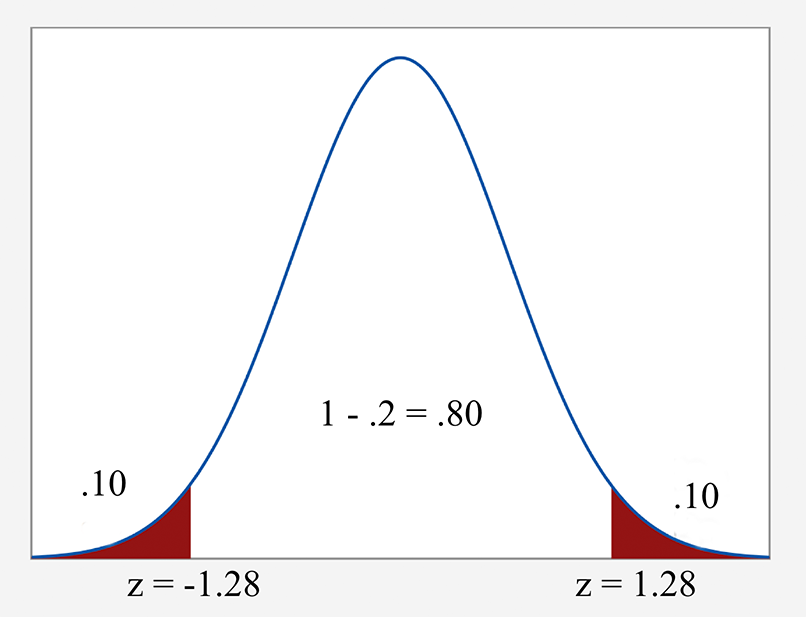 1 - .2 = .80
.10
.10
z = -1.28
z = 1.28